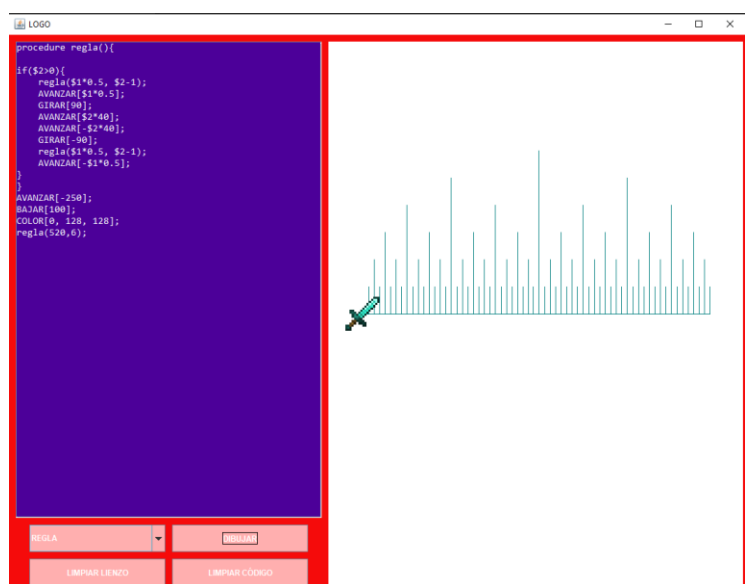 LOGO
procedure regla(){
if($2>0){
regla($1*0.5, $2-1);
AVANZAR[$1*0.5];
GIRAR[90];
AVANZAR[$2*40];
AVANZAR[-$2*40];
GIRAR[-90];
regla($1*0.5, $2-1);
AVANZAR[-$1*0.5];
}
}
AVANZAR[-250];
BAJAR[100];
COLOR[0, 128, 128];
regla(520,6);
REGLA
DIBUJAR
LIMPIAR LIENZO
LIMPIAR CÓDIGO